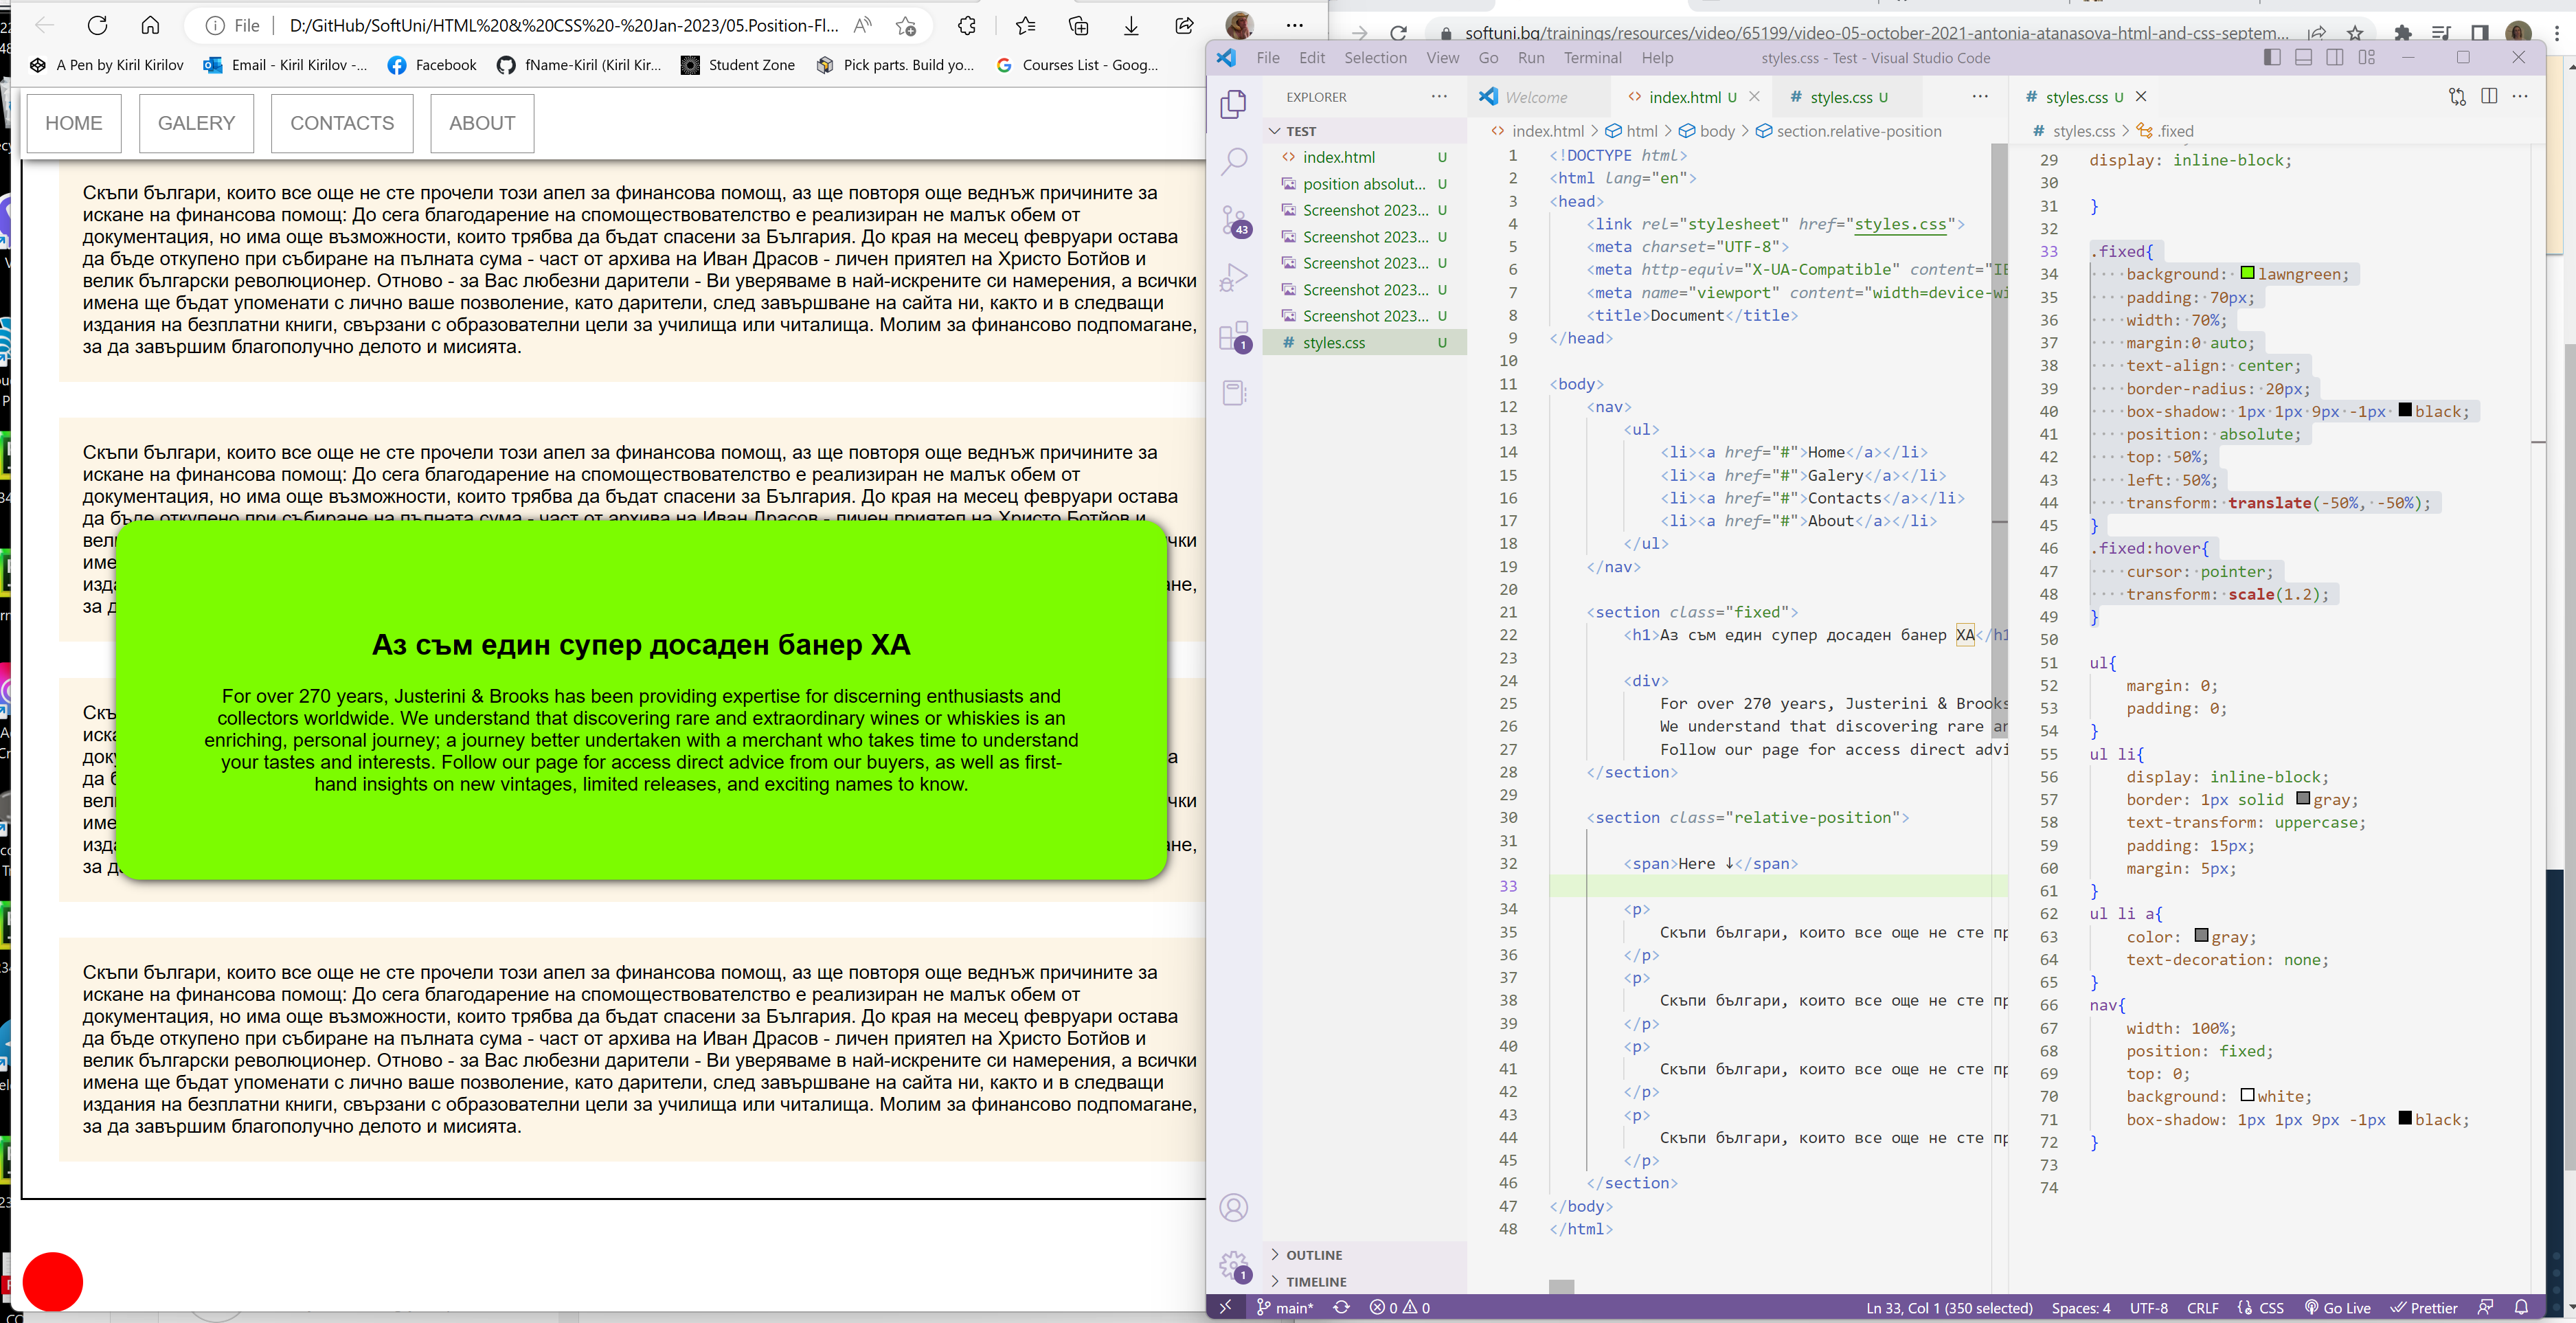 File
D:/GitHub/SoftUni/HTML%20&%20CSS%20-%20Jan-2023/05.Position-Fl...
softuni.bg/trainings/resources/video/65199/video-05-october-2021-antonia-atanasova-html-and-css-septem...
A Pen by Kiril Kirilov
Email - Kiril Kirilov -...
Facebook
fName-Kiril (Kiril Kir...
Student Zone
Pick parts. Build yo...
Courses List - Goog...
HOME
GALERY
CONTACTS
ABOUT
Скъпи българи, които все още не сте прочели този апел за финансова помощ, аз ще повторя още веднъж причините за
искане на финансова помощ: До сега благодарение на спомоществователство е реализиран не малък обем от
документация, но има още възможности, които трябва да бъдат спасени за България. До края на месец февруари остава
да бъде откупено при събиране на пълната сума - част от архива на Иван Драсов - личен приятел на Христо Ботйов и
велик български революционер. Отново - за Вас любезни дарители - Ви уверяваме в най-искрените си намерения, а всички
имена ще бъдат упоменати с лично ваше позволение, като дарители, след завършване на сайта ни, както и в следващи
издания на безплатни книги, свързани с образователни цели за училища или читалища. Молим за финансово подпомагане,
за да завършим благополучно делото и мисията.
Скъпи българи, които все още не сте прочели този апел за финансова помощ, аз ще повторя още веднъж причините за
искане на финансова помощ: До сега благодарение на спомоществователство е реализиран не малък обем от
документация, но има още възможности, които трябва да бъдат спасени за България. До края на месец февруари остава
да бъде откупено при събиране на пълната сума - част от архива на Иван Драсов - личен приятел на Христо Ботйов и
Аз съм един супер досаден банер ХА
For over 270 years, Justerini & Brooks has been providing expertise for discerning enthusiasts and
collectors worldwide. We understand that discovering rare and extraordinary wines or whiskies is an
enriching, personal journey; a journey better undertaken with a merchant who takes time to understand
your tastes and interests. Follow our page for access direct advice from our buyers, as well as first-
hand insights on new vintages, limited releases, and exciting names to know.
Скъпи българи, които все още не сте прочели този апел за финансова помощ, аз ще повторя още веднъж причините за
искане на финансова помощ: До сега благодарение на спомоществователство е реализиран не малък обем от
документация, но има още възможности, които трябва да бъдат спасени за България. До края на месец февруари остава
да бъде откупено при събиране на пълната сума - част от архива на Иван Драсов - личен приятел на Христо Ботйов и
велик български революционер. Отново - за Вас любезни дарители - Ви уверяваме в най-искрените си намерения, а всички
имена ще бъдат упоменати с лично ваше позволение, като дарители, след завършване на сайта ни, както и в следващи
издания на безплатни книги, свързани с образователни цели за училища или читалища. Молим за финансово подпомагане,
за да завършим благополучно делото и мисията.
File Edit Selection View Go Run Terminal Help
styles.css - Test - Visual Studio Code
EXPLORER
TEST
index.html U
position absolut... U
Screenshot 2023... U
Screenshot 2023... U
Screenshot 2023... U
Screenshot 2023... U
Screenshot 2023... U
styles.css U
43
1
OUTLINE
TIMELINE
1
Welcome
index.html U
styles.css U
index.html > html > body > section.relative-position
1 <!DOCTYPE html>
2 <html lang="en">
3 <head>
4 <link rel="stylesheet" href="styles.css">
5 <meta charset="UTF-8">
6 <meta http-equiv="X-UA-Compatible" content="IE
7 <meta name="viewport" content="width=device-wi
8 <title>Document</title>
9 </head>
10
11 <body>
12 <nav>
13 <ul>
14 <li><a href="#">Home</a></li>
15 <li><a href="#">Galery</a></li>
16 <li><a href="#">Contacts</a></li>
17 <li><a href="#">About</a></li>
18 </ul>
19 </nav>
20
21 <section class="fixed">
22 <h1>Аз съм един супер досаден банер ХА</h1
23
24 <div>
25 For over 270 years, Justerini & Brooks
26 We understand that discovering rare an
27 Follow our page for access direct advi
28 </section>
29
30 <section class="relative-position">
31
32 <span>Here ↓</span>
33
34 <p>
35 Скъпи българи, които все още не сте пр
36 </p>
37 <p>
38 Скъпи българи, които все още не сте пр
39 </p>
40 <p>
41 Скъпи българи, които все още не сте пр
42 </p>
43 <p>
44 Скъпи българи, които все още не сте пр
45 </p>
46 </section>
47 </body>
48 </html>
styles.css U
styles.css > .fixed
29 display: inline-block;
30
31 }
32
33 .fixed{
34 background: lawngreen;
35 padding: 70px;
36 width: 70%;
37 margin:0 auto;
38 text-align: center;
39 border-radius: 20px;
40 box-shadow: 1px 1px 9px -1px black;
41 position: absolute;
42 top: 50%;
43 left: 50%;
44 transform: translate(-50%, -50%);
45 }
46 .fixed:hover{
47 cursor: pointer;
48 transform: scale(1.2);
49 }
50
51 ul{
52 margin: 0;
53 padding: 0;
54 }
55 ul li{
56 display: inline-block;
57 border: 1px solid gray;
58 text-transform: uppercase;
59 padding: 15px;
60 margin: 5px;
61 }
62 ul li a{
63 color: gray;
64 text-decoration: none;
65 }
66 nav{
67 width: 100%;
68 position: fixed;
69 top: 0;
70 background: white;
71 box-shadow: 1px 1px 9px -1px black;
72 }
73
74
main* 0 0
Ln 33, Col 1 (350 selected) Spaces: 4 UTF-8 CRLF CSS Go Live Prettier